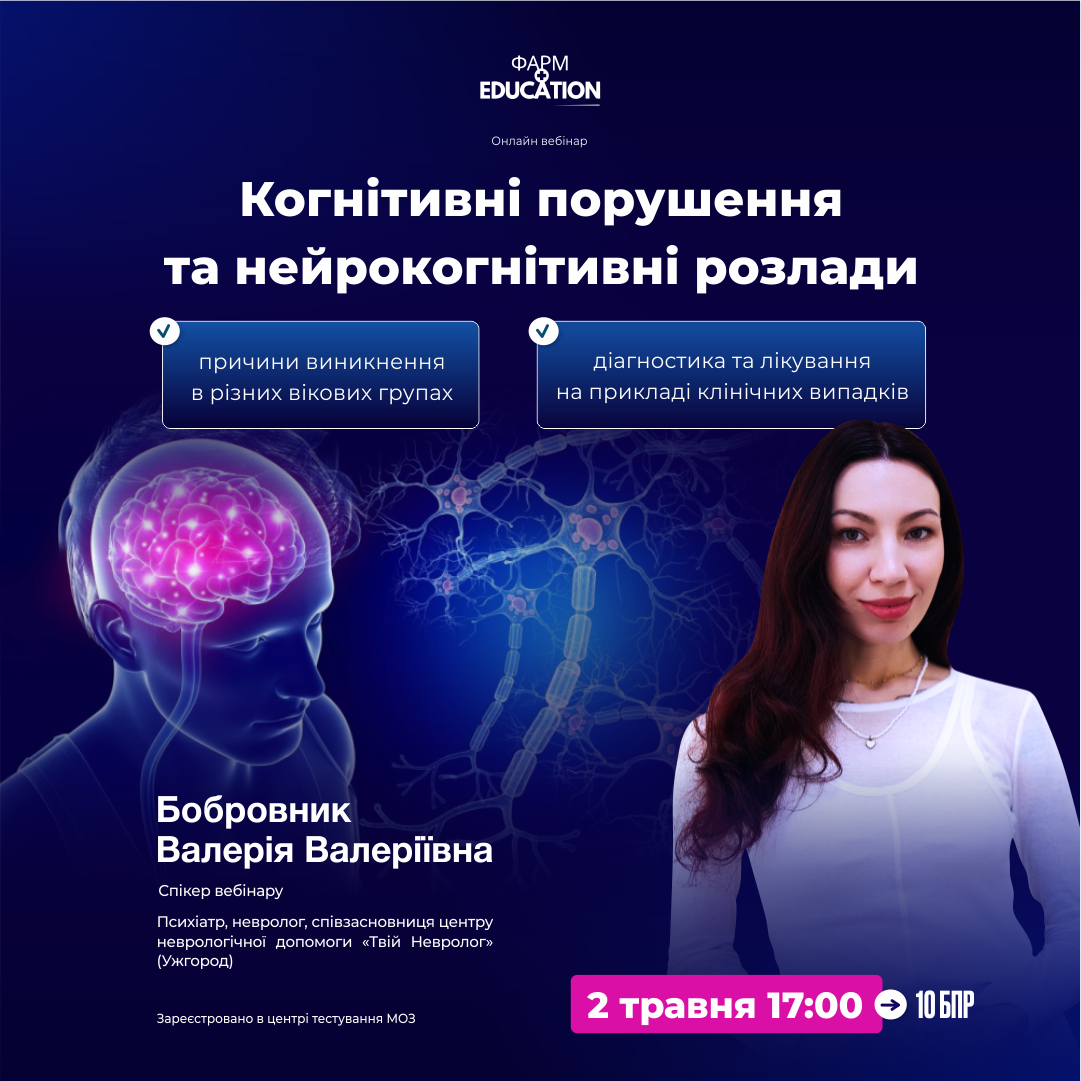 ФАРМ
EDUCATION
Онлайн вебінар
Когнітивні порушення
та нейрокогнітивні розлади
причини виникнення
в різних вікових групах
діагностика та лікування
на прикладі клінічних випадків
Бобровник
Валерія Валеріївна
Спікер вебінару
Психіатр, невролог, співзасновниця центру
неврологічної допомоги «Твій Невролог»
(Ужгород)
Зареєстровано в центрі тестування МОЗ
2 травня 17:00
10 БПР